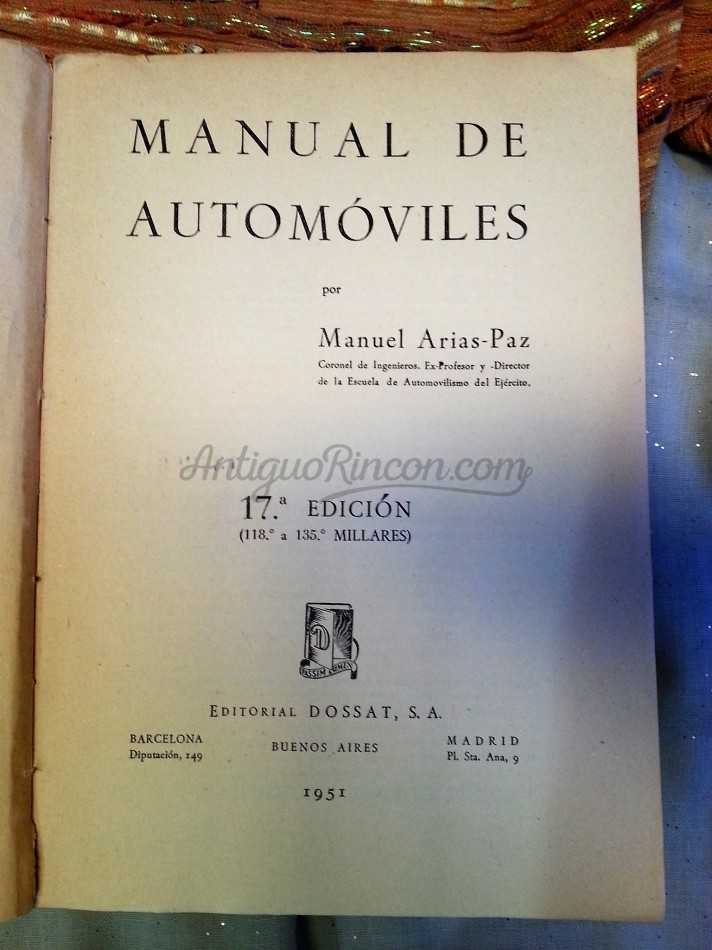 MANUAL DE
AUTOMÓVILES
por
Manuel Arias-Paz
Coronel de Ingenieros. Ex-Profesor y -Director
de la Escuela de Automovilismo del Ejército.
AntiguoRincon.com
17.ª EDICIÓN
(118.º a 135.º MILLARES)
D
PASSIM
EDITORIAL DOSSAT, S. A.
BARCELONA
Diputación, 149
BUENOS AIRES
MADRID
Pl. Sta. Ana, 9
1951